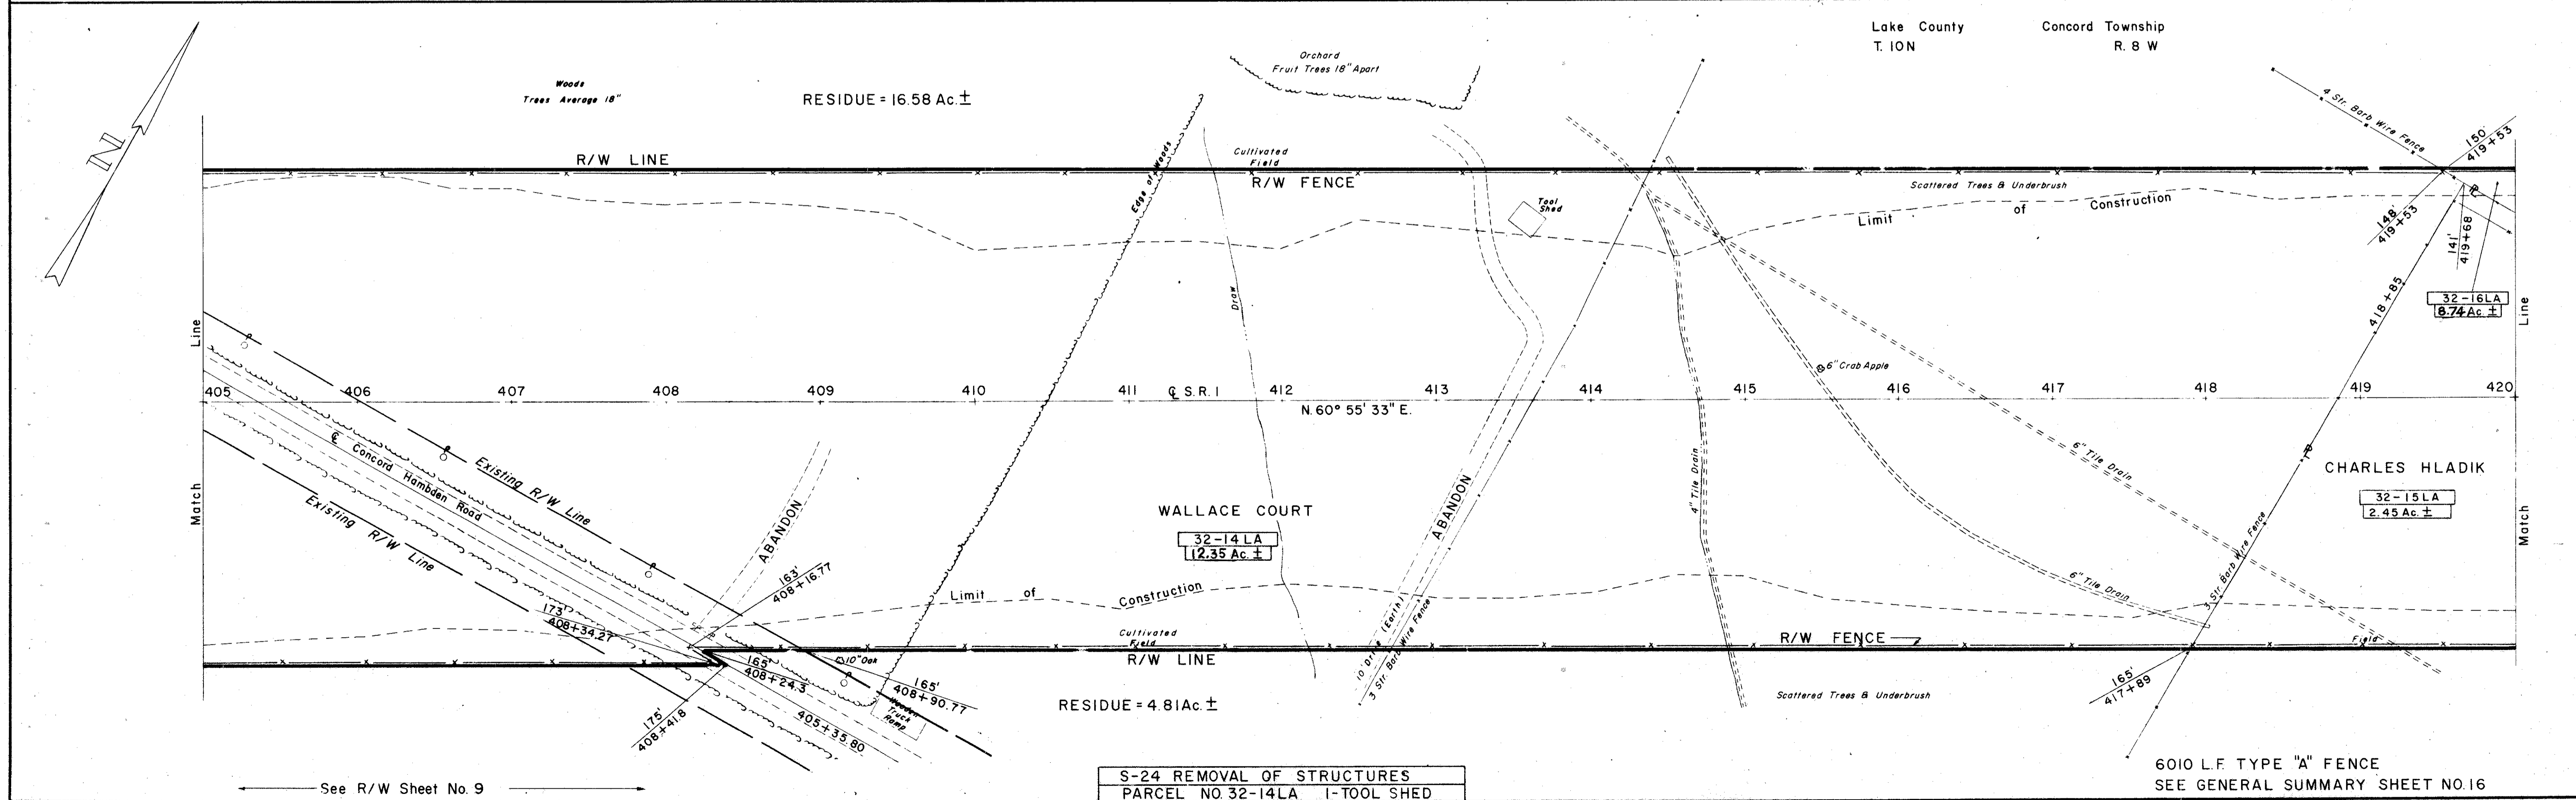 Lake County Concord Township
T. 10 N R. 8 W
Woods
Trees Average 18"
RESIDUE = 16.58 Ac. ±
Orchard
Fruit Trees 18" Apart
N
R/W LINE
Edge of Woods
Cultivated
Field
R/W FENCE
Tool
Shed
Scattered Trees & Underbrush
Limit of Construction
4 Str. Barb Wire Fence
150'
419+53
148'
419+53
141'
419+68
PL
32-16LA
8.74 Ac. ±
418+85
Match Line
Draw
6" Crab Apple
405 406 407 408 409 410 411 ℄ S.R. 1 412 413 414 415 416 417 418 419 420
N. 60° 55' 33" E.
℄ Concord Hambden Road
Existing R/W Line
Existing R/W Line
P
P
P
P
ABANDON
WALLACE COURT
32-14 LA
12.35 Ac. ±
ABANDON
4" Tile Drain
6" Tile Drain
6" Tile Drain
PL
CHARLES HLADIK
32-15 LA
2.45 Ac. ±
3 Str. Barb Wire Fence
Match Line
163'
408+16.77
173'
408+34.27
Limit of Construction
10' Drive (Earth)
3 Str. Barb Wire Fence
Cultivated
Field
R/W LINE
R/W FENCE
Field
10" Oak
165'
408+24.3
165'
408+90.77
Wooden
Truck
Ramp
175'
408+41.8
405+35.80
RESIDUE = 4.81 Ac. ±
Scattered Trees & Underbrush
165'
417+89
See R/W Sheet No. 9
S-24 REMOVAL OF STRUCTURES
PARCEL NO. 32-14LA 1-TOOL SHED
6010 L.F. TYPE "A" FENCE
SEE GENERAL SUMMARY SHEET NO. 16